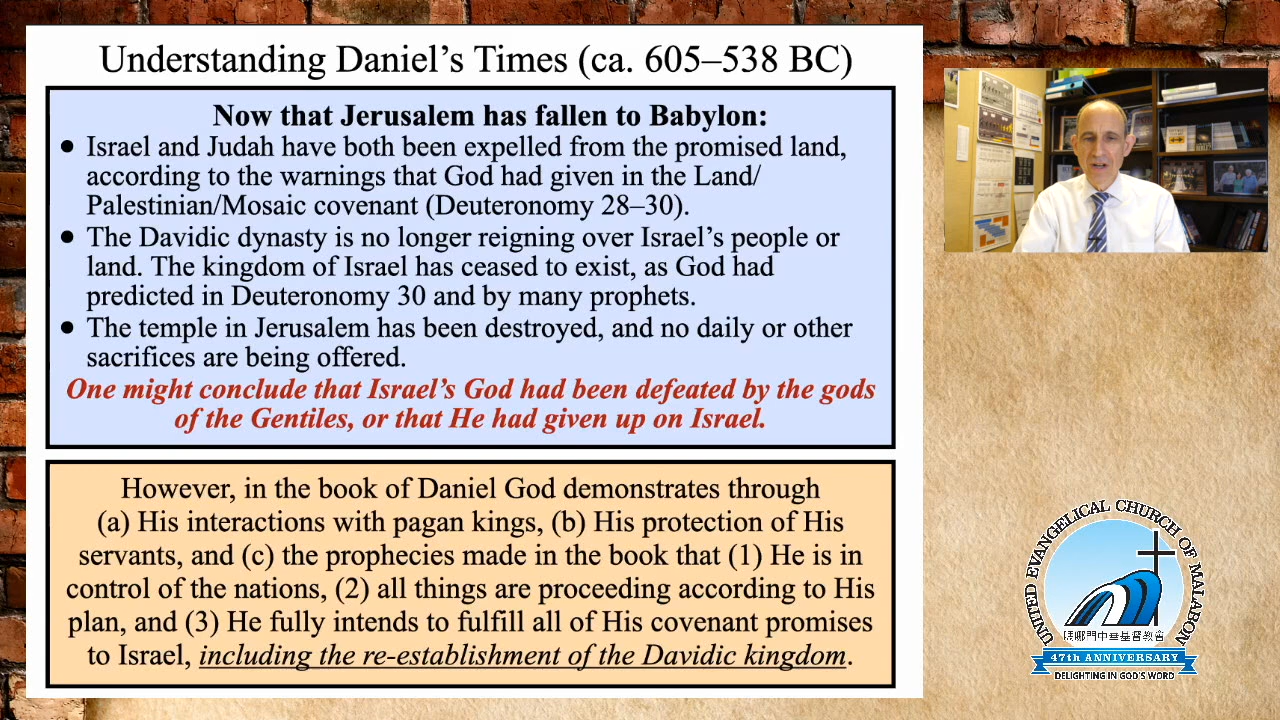 Understanding Daniel’s Times (ca. 605–538 BC)
Now that Jerusalem has fallen to Babylon:
● Israel and Judah have both been expelled from the promised land,
according to the warnings that God had given in the Land/
Palestinian/Mosaic covenant (Deuteronomy 28–30).
● The Davidic dynasty is no longer reigning over Israel’s people or
land. The kingdom of Israel has ceased to exist, as God had
predicted in Deuteronomy 30 and by many prophets.
● The temple in Jerusalem has been destroyed, and no daily or other
sacrifices are being offered.
One might conclude that Israel’s God had been defeated by the gods
of the Gentiles, or that He had given up on Israel.
However, in the book of Daniel God demonstrates through
(a) His interactions with pagan kings, (b) His protection of His
servants, and (c) the prophecies made in the book that (1) He is in
control of the nations, (2) all things are proceeding according to His
plan, and (3) He fully intends to fulfill all of His covenant promises
to Israel, including the re-establishment of the Davidic kingdom.
UNITED EVANGELICAL CHURCH OF MALABON
中華基督教會
47th ANNIVERSARY
DELIGHTING IN GOD'S WORD